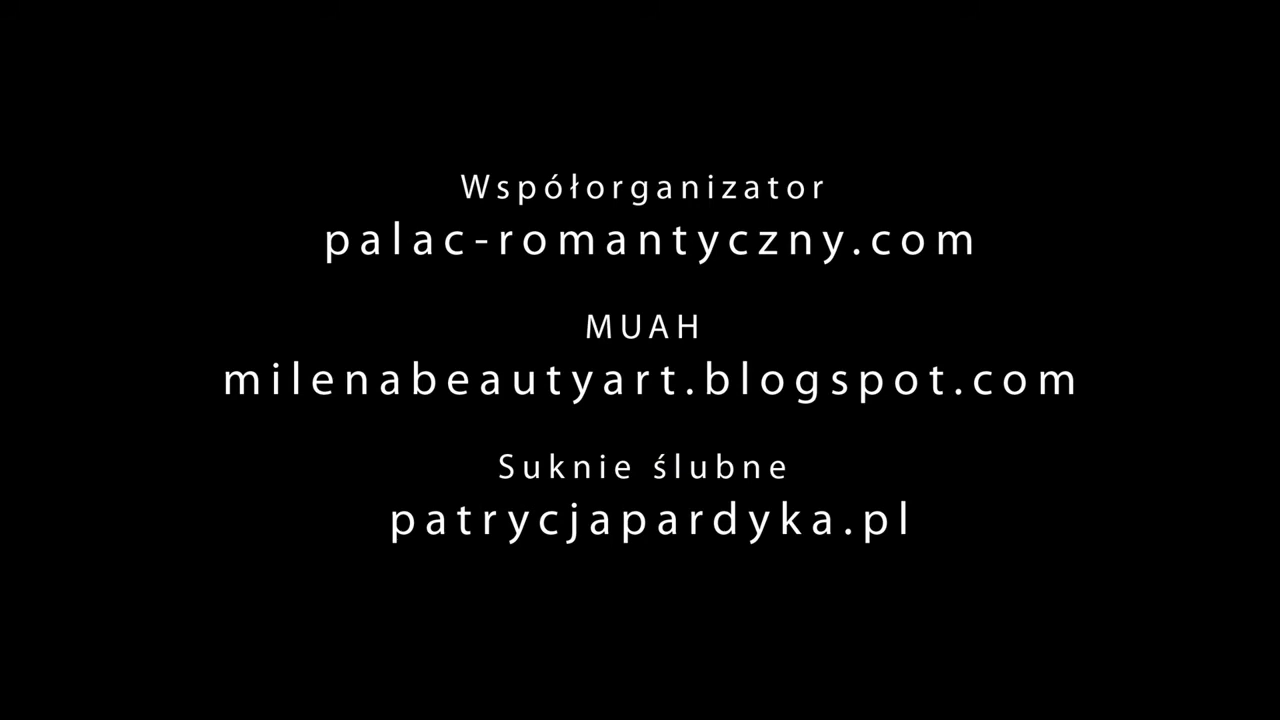 Współorganizator
palac-romantyczny.com
MUAH
milenabeautyart.blogspot.com
Suknie ślubne
patrycjapardyka.pl